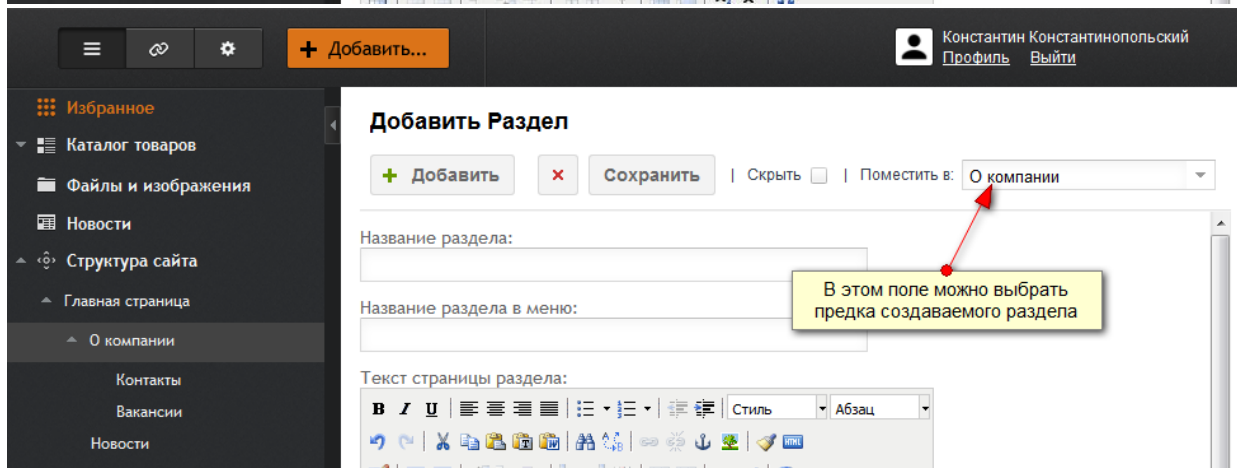 Добавить...
Константин Константинопольский
Профиль Выйти
Избранное
Каталог товаров
Файлы и изображения
Новости
Структура сайта
Главная страница
О компании
Контакты
Вакансии
Новости
Добавить Раздел
Добавить
Сохранить
| Скрыть | Поместить в: О компании
Название раздела:
В этом поле можно выбрать
предка создаваемого раздела
Название раздела в меню:
Текст страницы раздела:
B I U Стиль Абзац
HTML